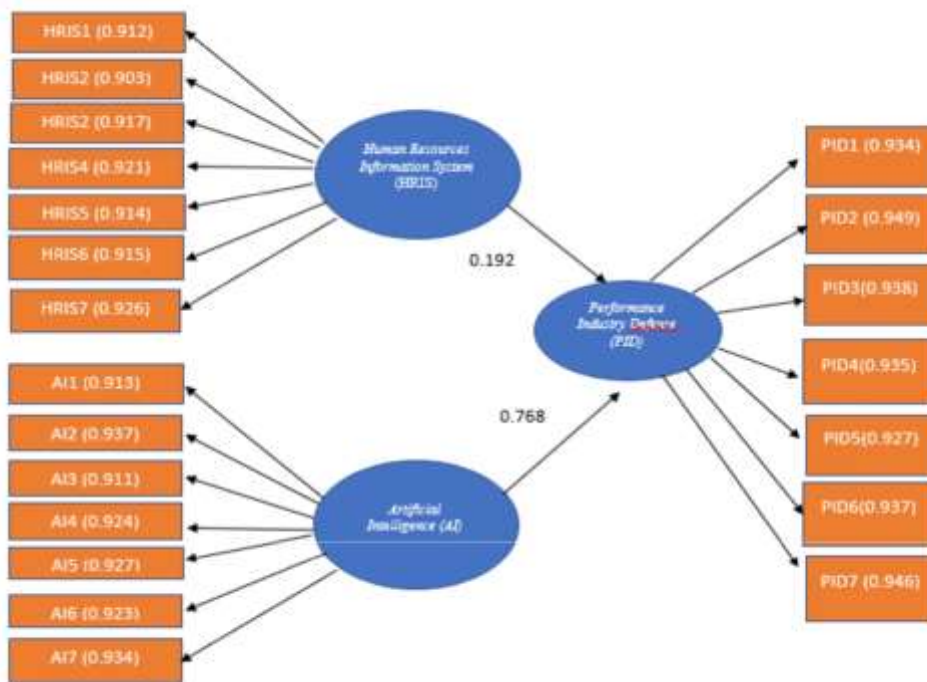 HRIS1 (0.912)
HRIS2 (0.903)
HRIS2 (0.917)
HRIS4 (0.921)
HRIS5 (0.914)
HRIS6 (0.915)
HRIS7 (0.926)
Human Resources
Information System
(HRIS)
0.192
AI1 (0.913)
AI2 (0.937)
AI3 (0.911)
AI4 (0.924)
AI5 (0.927)
AI6 (0.923)
AI7 (0.934)
Artificial
Intelligence (AI)
0.768
Performance
Industry Defence
(PID)
PID1 (0.934)
PID2 (0.949)
PID3(0.938)
PID4(0.935)
PID5(0.927)
PID6(0.937)
PID7 (0.946)